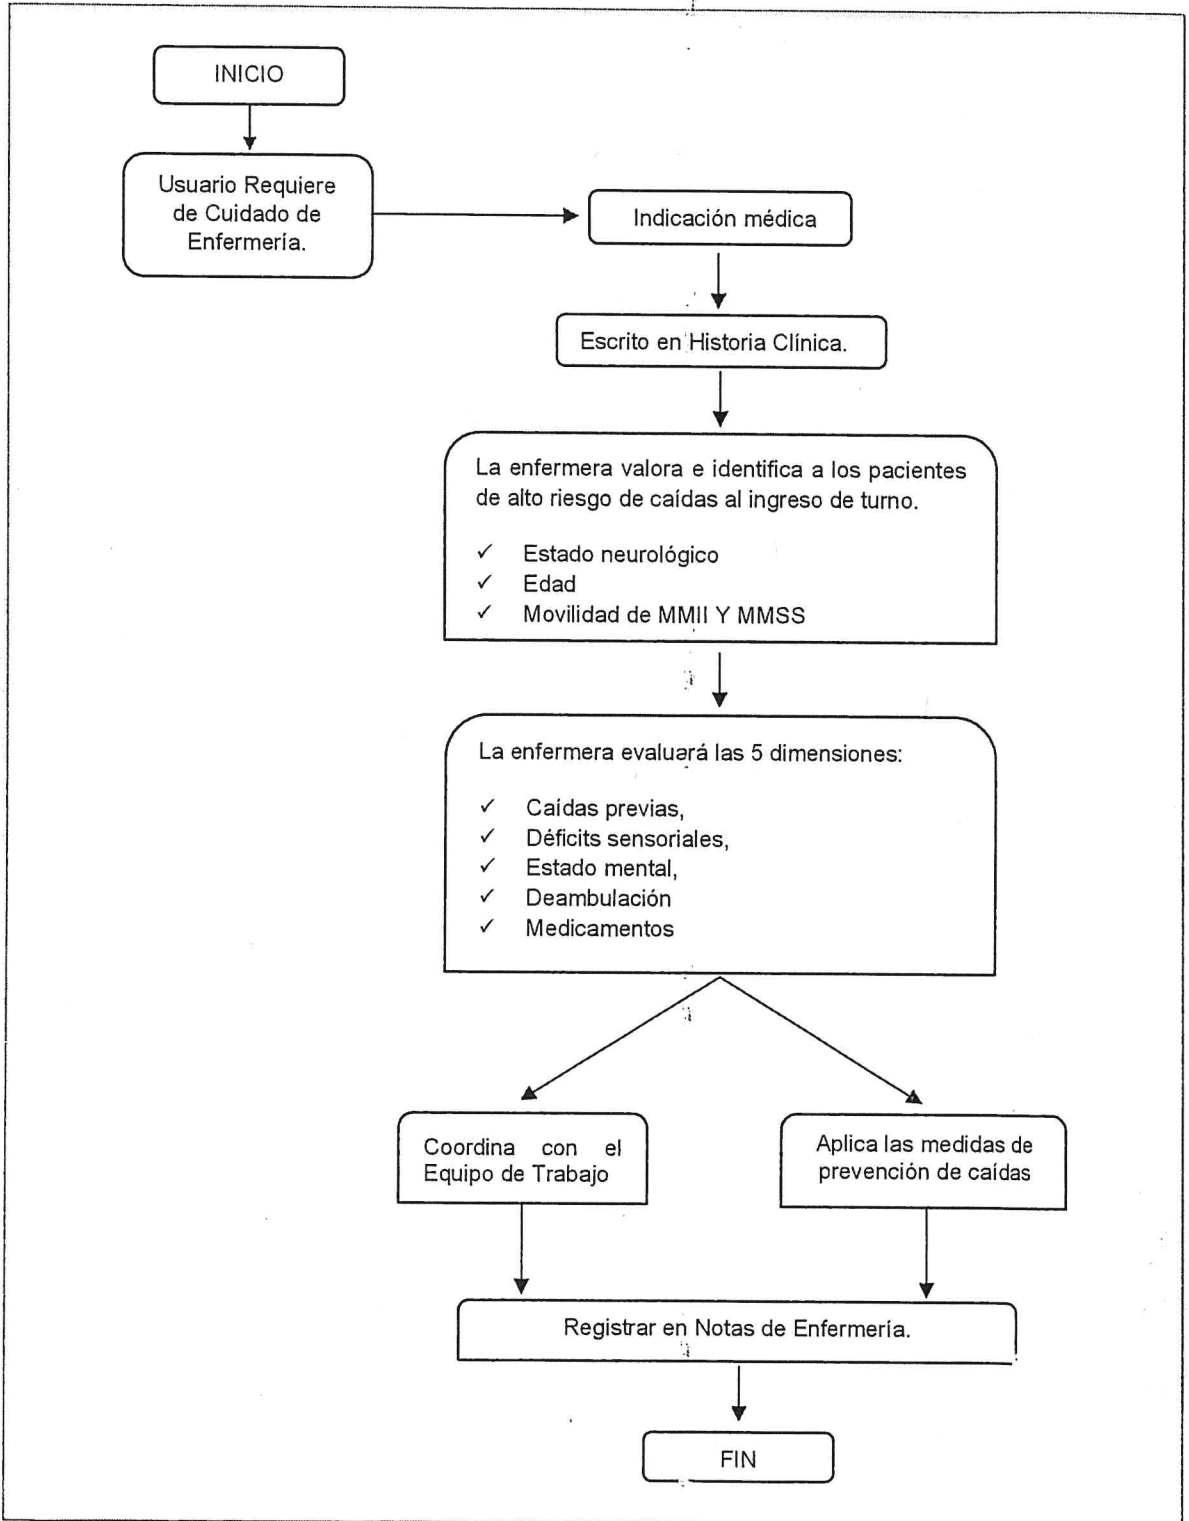 INICIO
Usuario Requiere
de Cuidado de
Enfermería.
Indicación médica
Escrito en Historia Clínica.
La enfermera valora e identifica a los pacientes
de alto riesgo de caídas al ingreso de turno.
✓ Estado neurológico
✓ Edad
✓ Movilidad de MMII Y MMSS
La enfermera evaluará las 5 dimensiones:
✓ Caídas previas,
✓ Déficits sensoriales,
✓ Estado mental,
✓ Deambulación
✓ Medicamentos
Coordina con el
Equipo de Trabajo
Aplica las medidas de
prevención de caídas
Registrar en Notas de Enfermería.
FIN